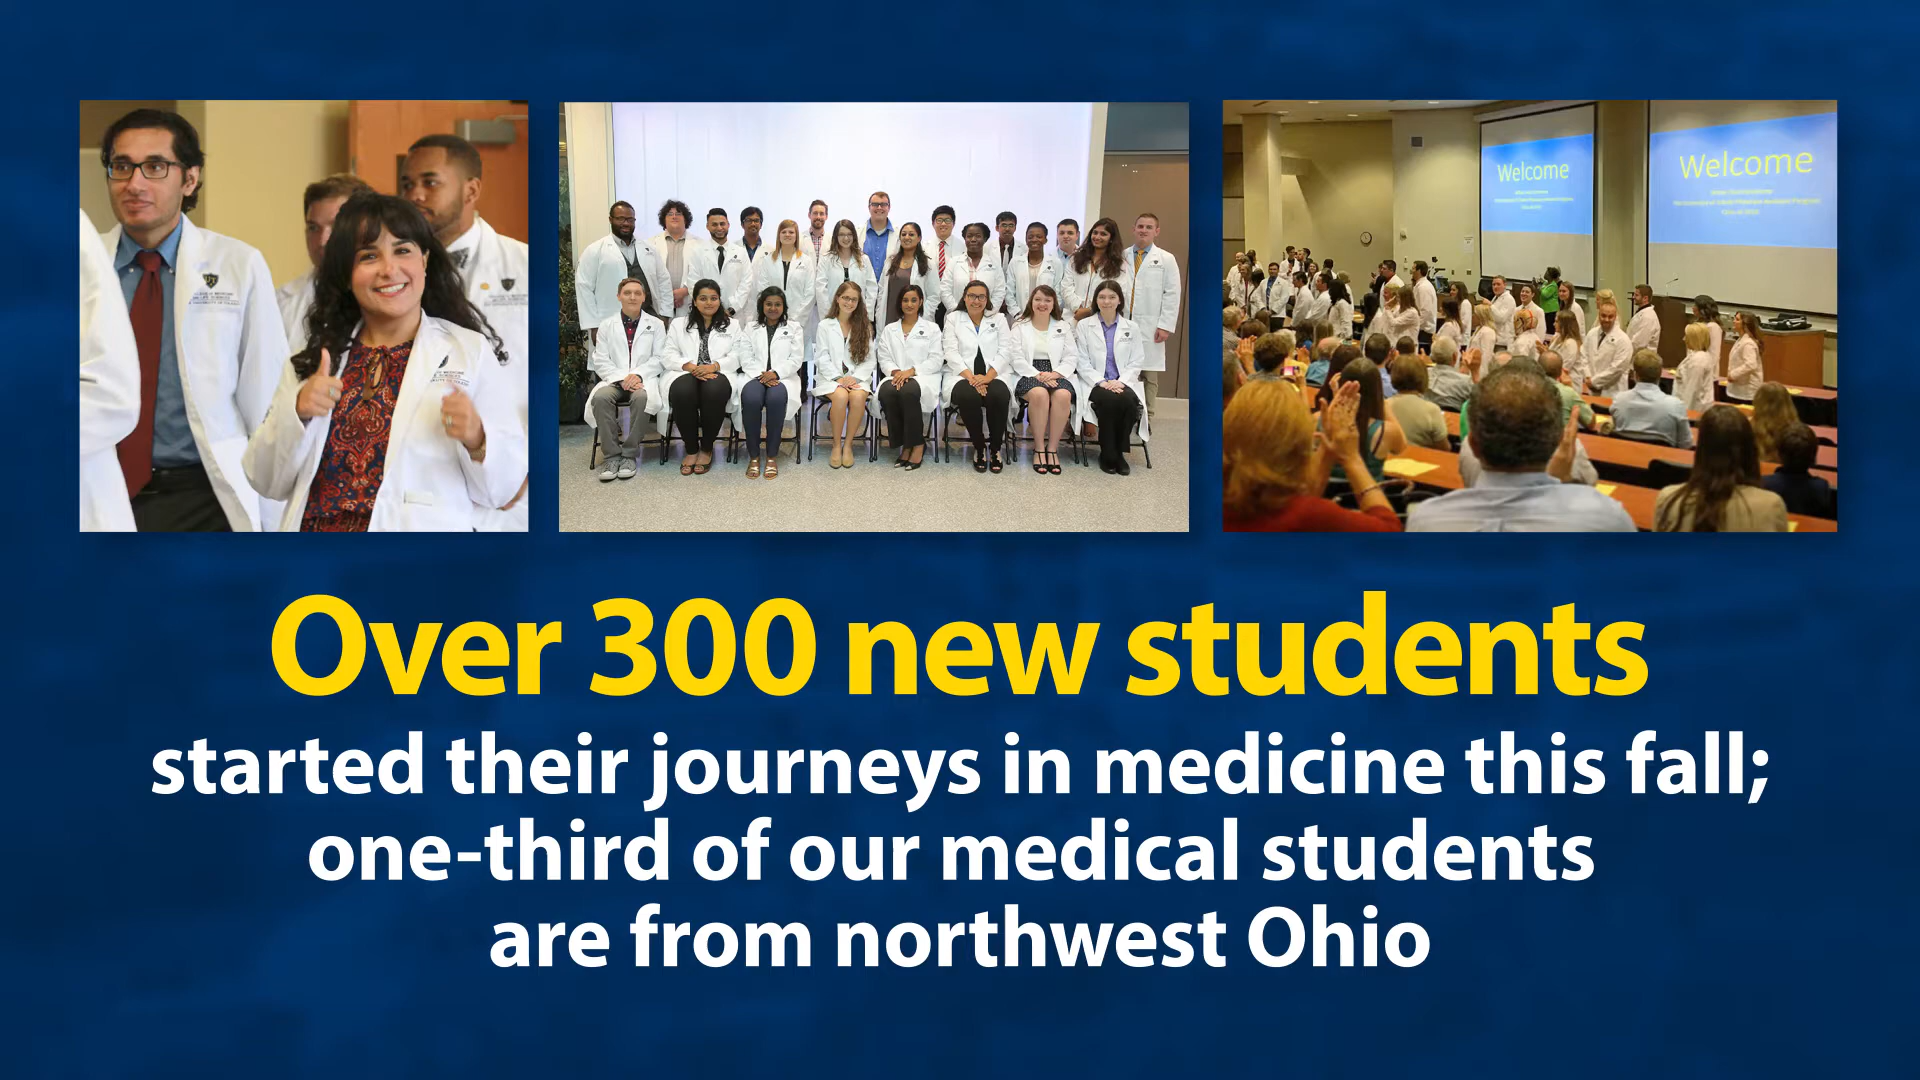 Welcome
Welcome
Over 300 new students
started their journeys in medicine this fall;
one-third of our medical students
are from northwest Ohio